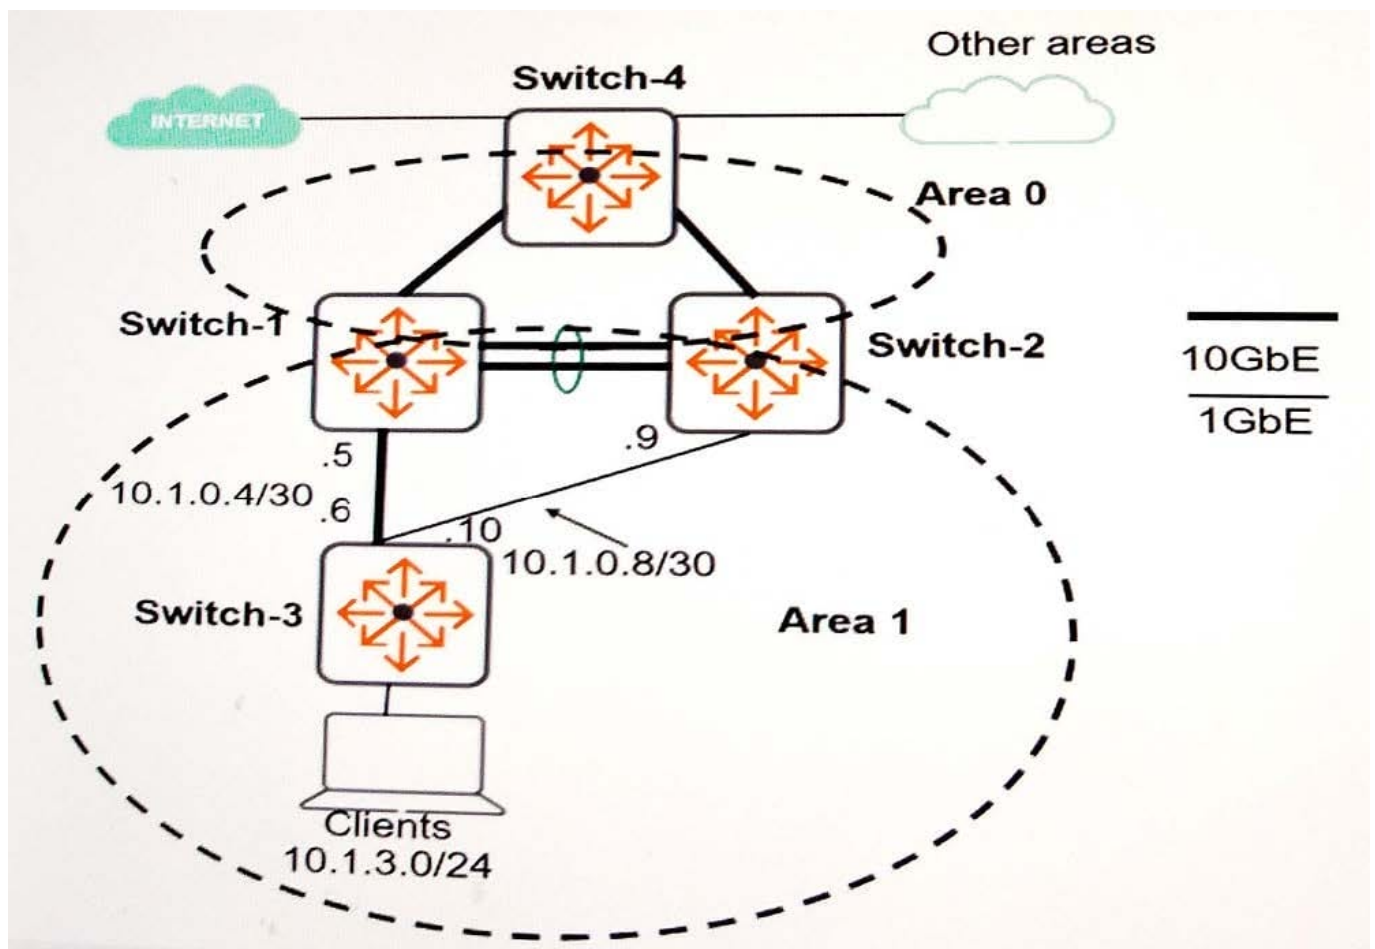 Other areas
Switch-4
INTERNET
Area 0
Switch-1
Switch-2
10GbE
1GbE
.5
.9
10.1.0.4/30
.6
.10
10.1.0.8/30
Switch-3
Area 1
Clients
10.1.3.0/24